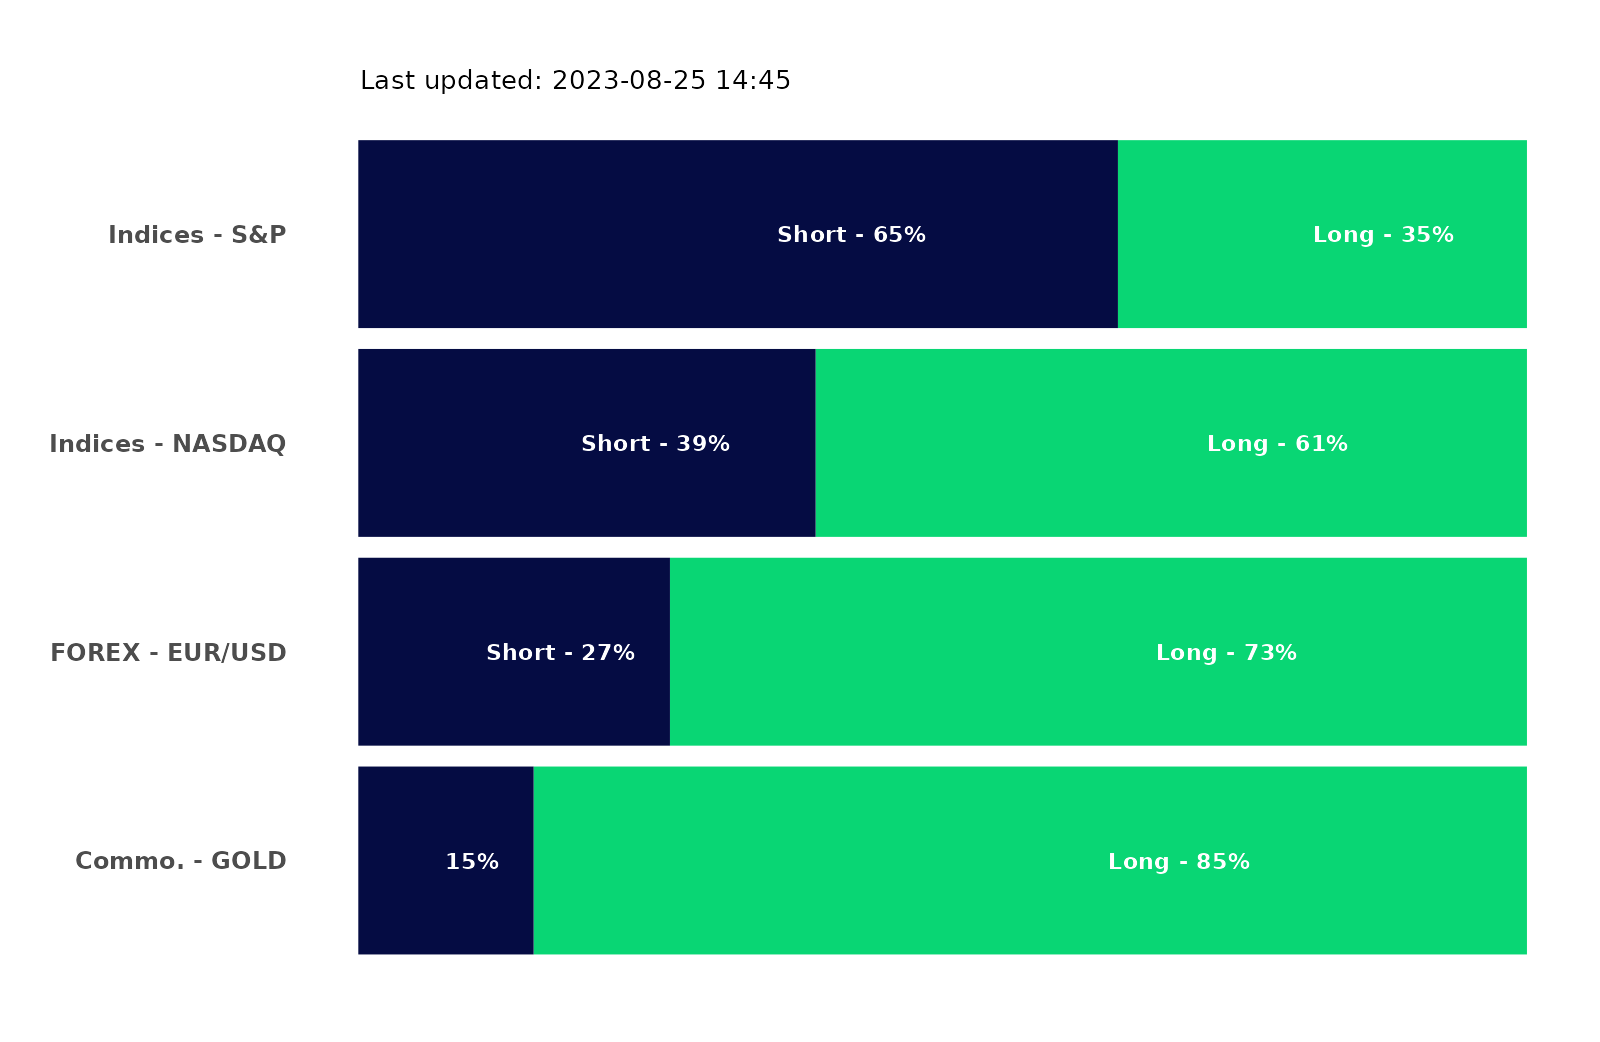 Last updated: 2023-08-25 14:45
Indices - S&P
Short - 65%
Long - 35%
Indices - NASDAQ
Short - 39%
Long - 61%
FOREX - EUR/USD
Short - 27%
Long - 73%
Commo. - GOLD
15%
Long - 85%